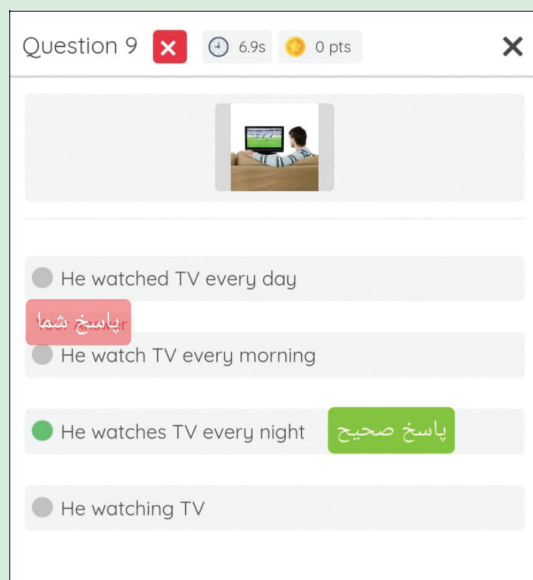 Question 9
6.9s
0 pts
He watched TV every day
پاسخ شما
He watch TV every morning
He watches TV every night
پاسخ صحیح
He watching TV